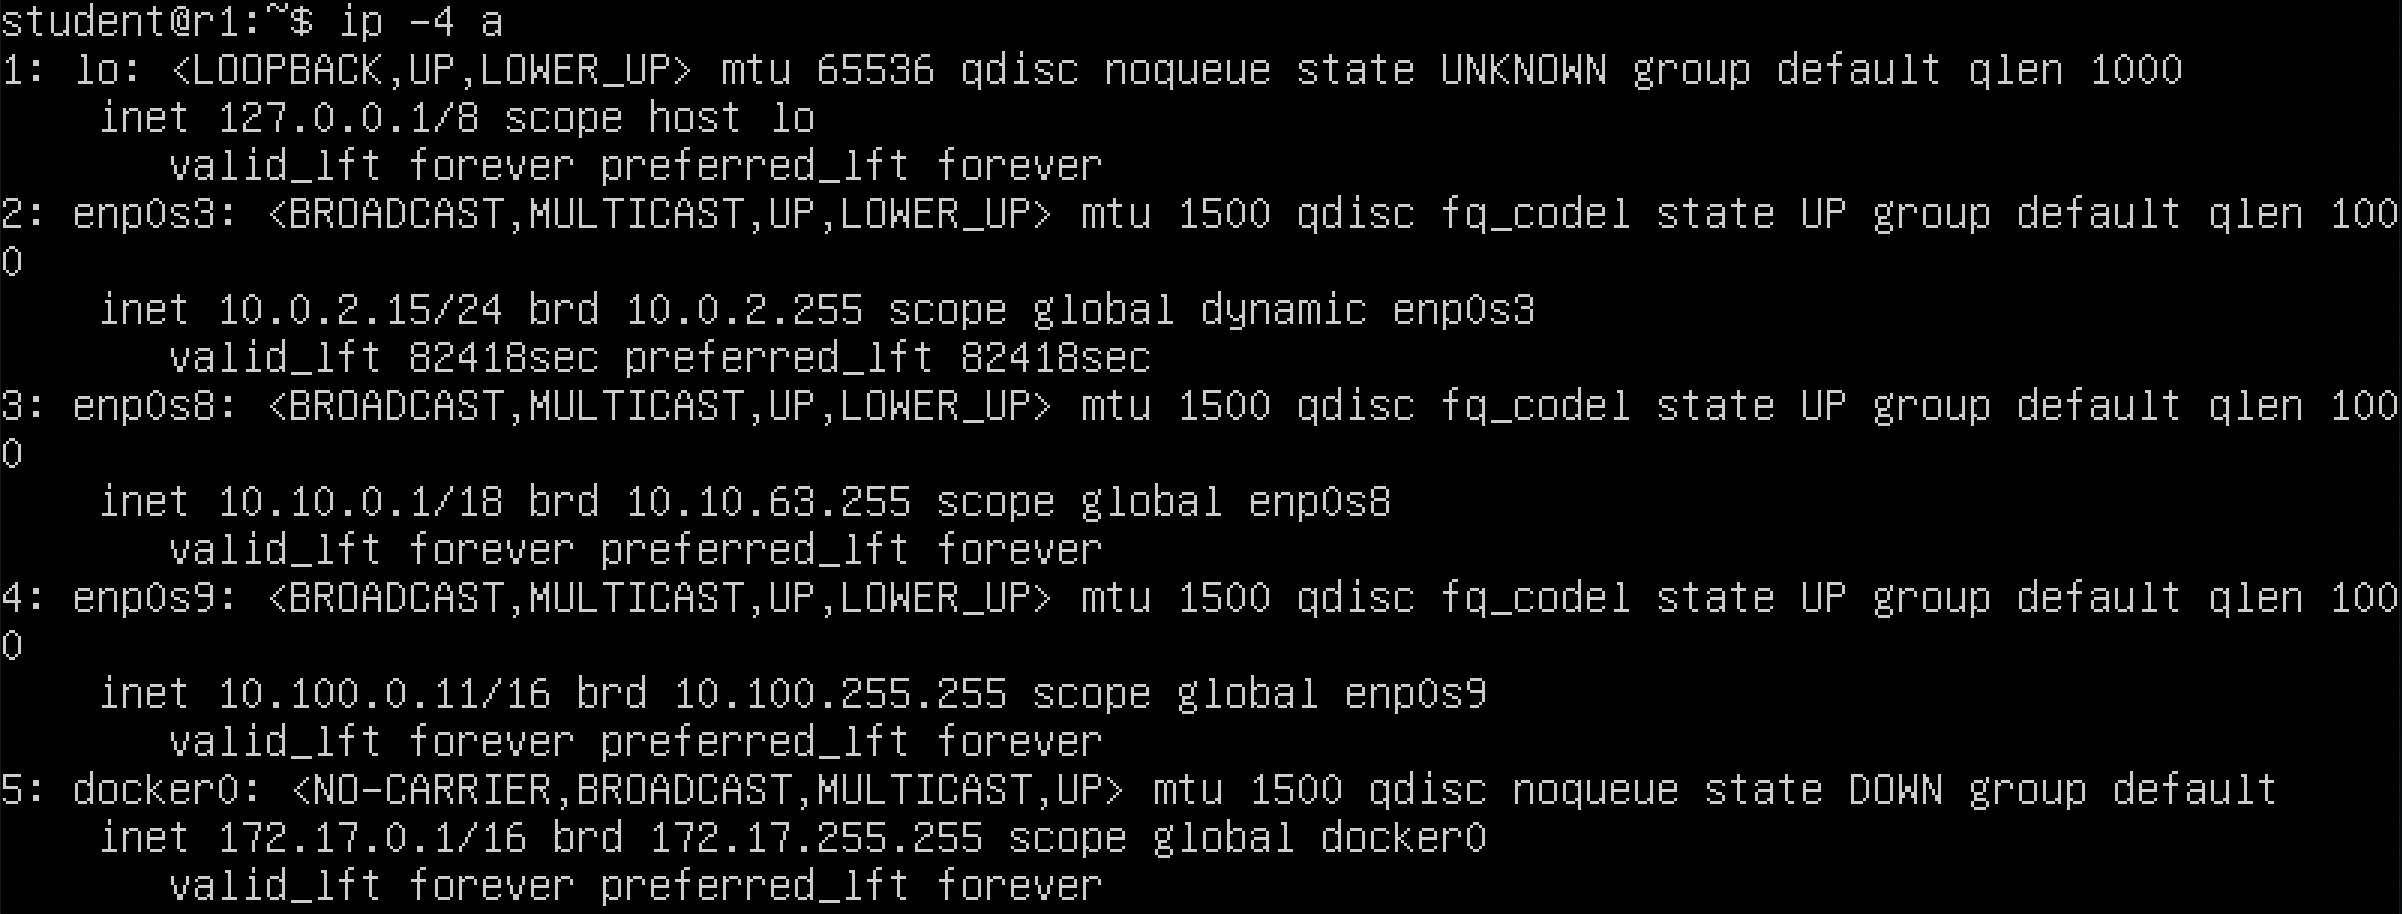 student@r1:~$ ip -4 a
1: lo: <LOOPBACK,UP,LOWER_UP> mtu 65536 qdisc noqueue state UNKNOWN group default qlen 1000
    inet 127.0.0.1/8 scope host lo
       valid_lft forever preferred_lft forever
2: enp0s3: <BROADCAST,MULTICAST,UP,LOWER_UP> mtu 1500 qdisc fq_codel state UP group default qlen 100
0
    inet 10.0.2.15/24 brd 10.0.2.255 scope global dynamic enp0s3
       valid_lft 82418sec preferred_lft 82418sec
3: enp0s8: <BROADCAST,MULTICAST,UP,LOWER_UP> mtu 1500 qdisc fq_codel state UP group default qlen 100
0
    inet 10.10.0.1/18 brd 10.10.63.255 scope global enp0s8
       valid_lft forever preferred_lft forever
4: enp0s9: <BROADCAST,MULTICAST,UP,LOWER_UP> mtu 1500 qdisc fq_codel state UP group default qlen 100
0
    inet 10.100.0.11/16 brd 10.100.255.255 scope global enp0s9
       valid_lft forever preferred_lft forever
5: docker0: <NO-CARRIER,BROADCAST,MULTICAST,UP> mtu 1500 qdisc noqueue state DOWN group default
    inet 172.17.0.1/16 brd 172.17.255.255 scope global docker0
       valid_lft forever preferred_lft forever